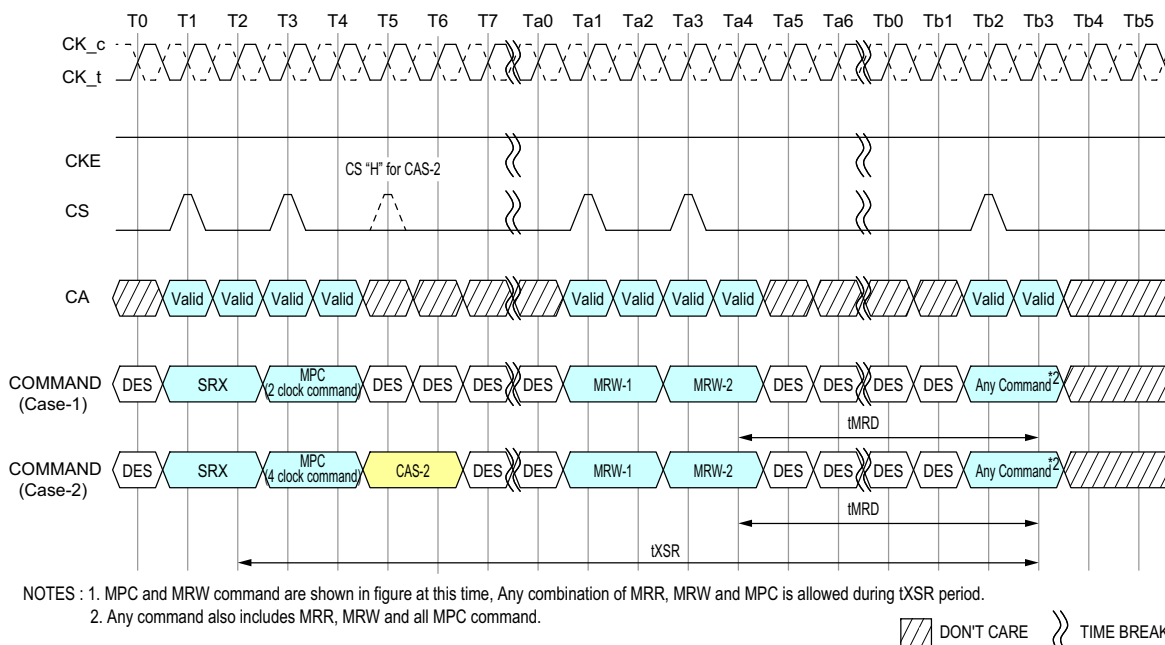 T0 T1 T2 T3 T4 T5 T6 T7 Ta0 Ta1 Ta2 Ta3 Ta4 Ta5 Ta6 Tb0 Tb1 Tb2 Tb3 Tb4 Tb5
CK_c
CK_t
CKE
CS "H" for CAS-2
CS
CA Valid Valid Valid Valid Valid Valid Valid Valid Valid Valid
COMMAND
(Case-1)
DES SRX MPC (2 clock command) DES DES DES DES MRW-1 MRW-2 DES DES DES DES Any Command*2
tMRD
COMMAND
(Case-2)
DES SRX MPC (4 clock command) CAS-2 DES DES MRW-1 MRW-2 DES DES DES DES Any Command*2
tMRD
tXSR
NOTES : 1. MPC and MRW command are shown in figure at this time, Any combination of MRR, MRW and MPC is allowed during tXSR period.
2. Any command also includes MRR, MRW and all MPC command.
DON'T CARE TIME BREAK